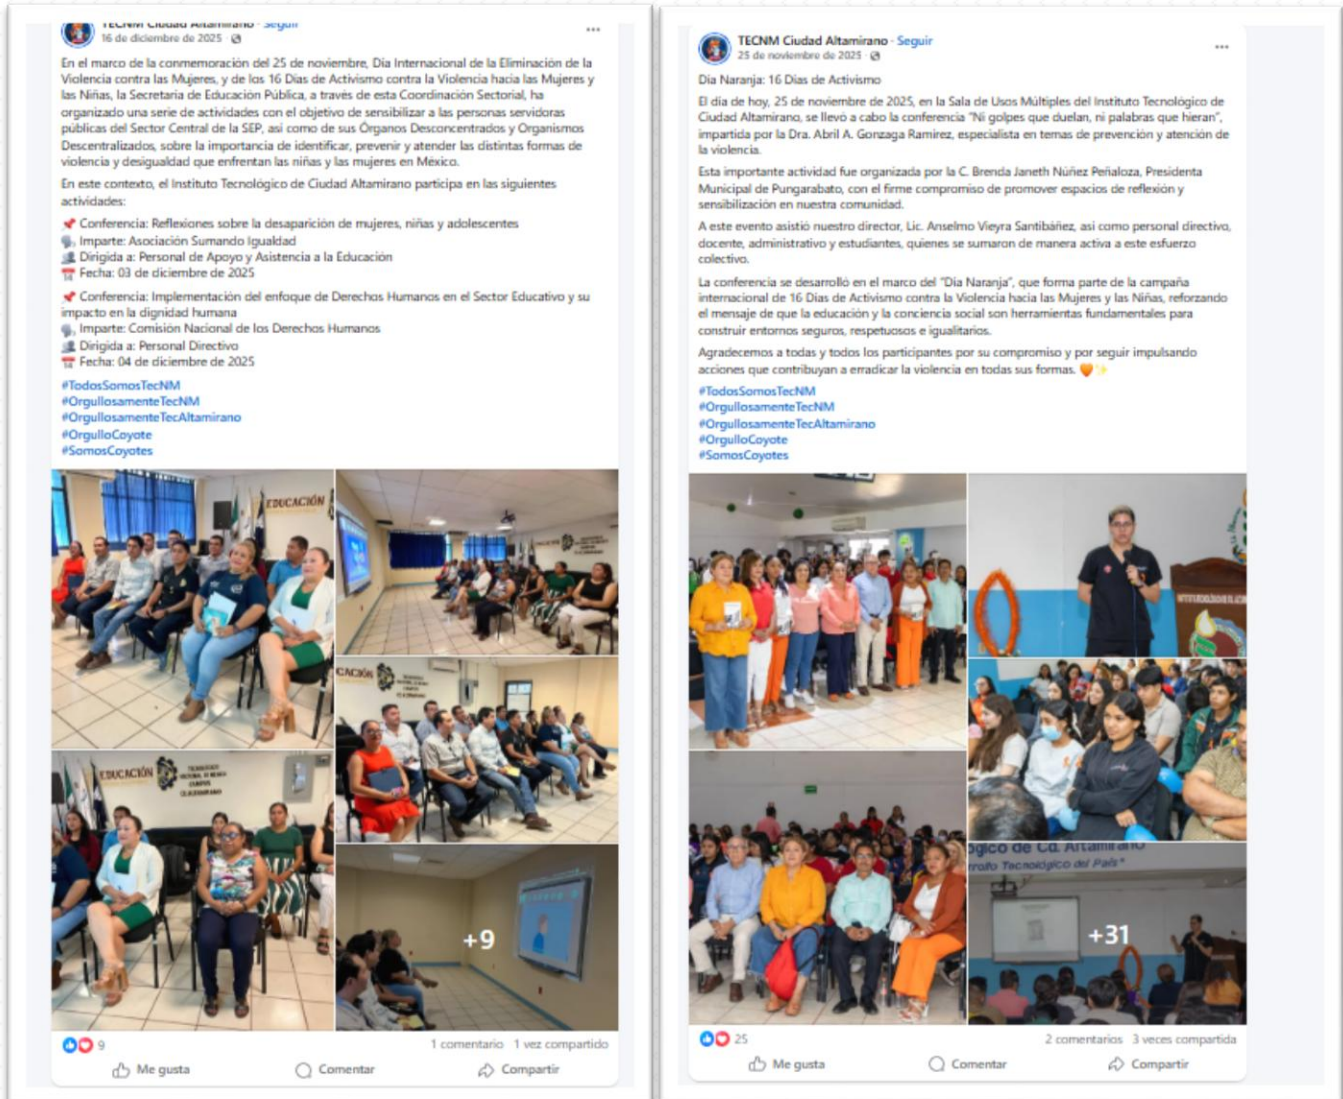 TECNM Ciudad Altamirano · Seguir
16 de diciembre de 2025 ·
En el marco de la conmemoración del 25 de noviembre, Día Internacional de la Eliminación de la
Violencia contra las Mujeres, y de los 16 Días de Activismo contra la Violencia hacia las Mujeres y
las Niñas, la Secretaría de Educación Pública, a través de esta Coordinación Sectorial, ha
organizado una serie de actividades con el objetivo de sensibilizar a las personas servidoras
públicas del Sector Central de la SEP, así como de sus Órganos Desconcentrados y Organismos
Descentralizados, sobre la importancia de identificar, prevenir y atender las distintas formas de
violencia y desigualdad que enfrentan las niñas y las mujeres en México.
En este contexto, el Instituto Tecnológico de Ciudad Altamirano participa en las siguientes
actividades:
📌 Conferencia: Reflexiones sobre la desaparición de mujeres, niñas y adolescentes
🗣️ Imparte: Asociación Sumando Igualdad
👥 Dirigida a: Personal de Apoyo y Asistencia a la Educación
📅 Fecha: 03 de diciembre de 2025
📌 Conferencia: Implementación del enfoque de Derechos Humanos en el Sector Educativo y su
impacto en la dignidad humana
🗣️ Imparte: Comisión Nacional de los Derechos Humanos
👥 Dirigida a: Personal Directivo
📅 Fecha: 04 de diciembre de 2025
#TodosSomosTecNM
#OrgullosamenteTecNM
#OrgullosamenteTecAltamirano
#OrgulloCoyote
#SomosCoyotes
EDUCACIÓN
CACIÓN
EDUCACIÓN
TECNOLÓGICO
NACIONAL DE MÉXICO
CAMPUS
CD. ALTAMIRANO
+9
9
1 comentario 1 vez compartido
Me gusta Comentar Compartir
TECNM Ciudad Altamirano · Seguir
25 de noviembre de 2025 ·
Día Naranja: 16 Días de Activismo
El día de hoy, 25 de noviembre de 2025, en la Sala de Usos Múltiples del Instituto Tecnológico de
Ciudad Altamirano, se llevó a cabo la conferencia "Ni golpes que duelan, ni palabras que hieran",
impartida por la Dra. Abril A. Gonzaga Ramírez, especialista en temas de prevención y atención de
la violencia.
Esta importante actividad fue organizada por la C. Brenda Janeth Núñez Peñaloza, Presidenta
Municipal de Pungarabato, con el firme compromiso de promover espacios de reflexión y
sensibilización en nuestra comunidad.
A este evento asistió nuestro director, Lic. Anselmo Vieyra Santibáñez, así como personal directivo,
docente, administrativo y estudiantes, quienes se sumaron de manera activa a este esfuerzo
colectivo.
La conferencia se desarrolló en el marco del "Día Naranja", que forma parte de la campaña
internacional de 16 Días de Activismo contra la Violencia hacia las Mujeres y las Niñas, reforzando
el mensaje de que la educación y la conciencia social son herramientas fundamentales para
construir entornos seguros, respetuosos e igualitarios.
Agradecemos a todas y todos los participantes por su compromiso y por seguir impulsando
acciones que contribuyan a erradicar la violencia en todas sus formas. 🧡✨
#TodosSomosTecNM
#OrgullosamenteTecNM
#OrgullosamenteTecAltamirano
#OrgulloCoyote
#SomosCoyotes
ógico de Cd. Altamirano
rrollo Tecnológico del País"
+31
25
2 comentarios 3 veces compartida
Me gusta Comentar Compartir